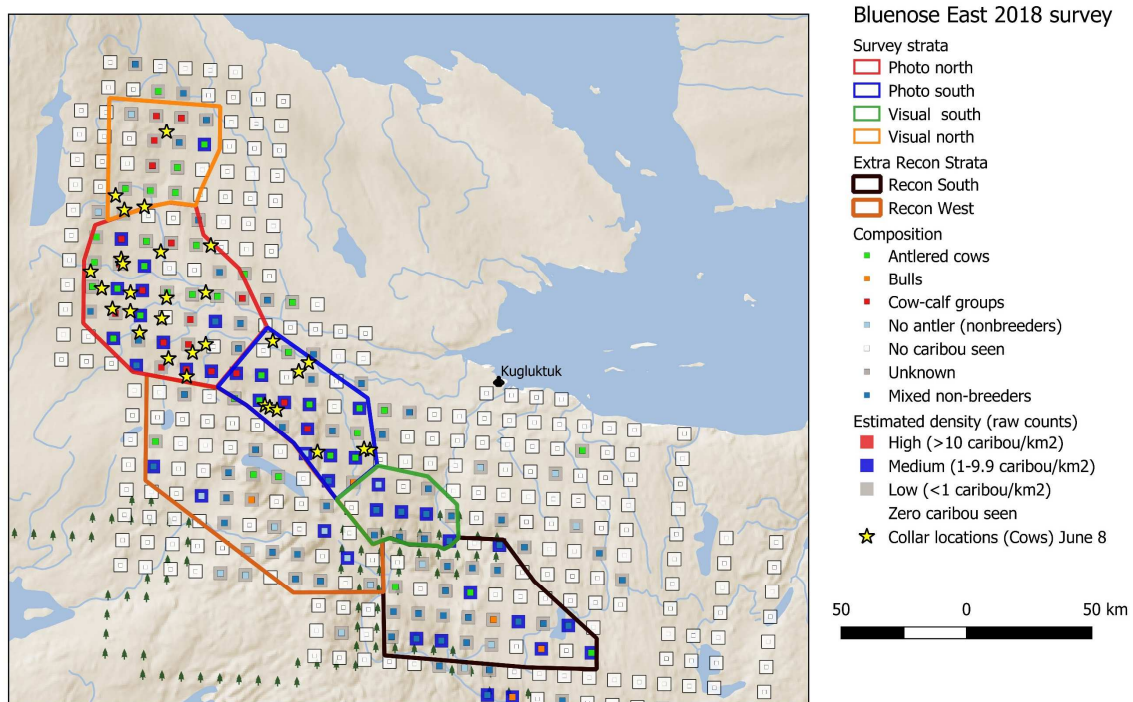 Bluenose East 2018 survey
Survey strata
Photo north
Photo south
Visual south
Visual north
Extra Recon Strata
Recon South
Recon West
Composition
Antlered cows
Bulls
Cow-calf groups
No antler (nonbreeders)
No caribou seen
Unknown
Mixed non-breeders
Estimated density (raw counts)
High (>10 caribou/km2)
Medium (1-9.9 caribou/km2)
Low (<1 caribou/km2)
Zero caribou seen
Collar locations (Cows) June 8
50 0 50 km
Kugluktuk